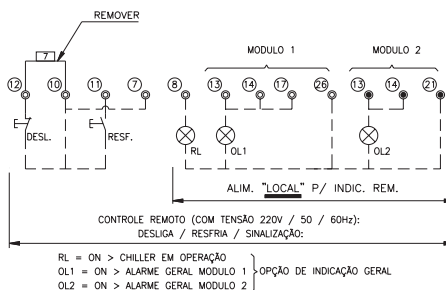 REMOVER
7
MODULO 1 MODULO 2
12 10 11 7 8 13 14 17 26 13 14 21
DESL. RESF. RL OL1 OL2
ALIM. "LOCAL" P/ INDIC. REM.
CONTROLE REMOTO (COM TENSÃO 220V / 50 / 60Hz):
DESLIGA / RESFRIA / SINALIZAÇÃO:
RL = ON > CHILLER EM OPERAÇÃO
OL1 = ON > ALARME GERAL MODULO 1 OPÇÃO DE INDICAÇÃO GERAL
OL2 = ON > ALARME GERAL MODULO 2